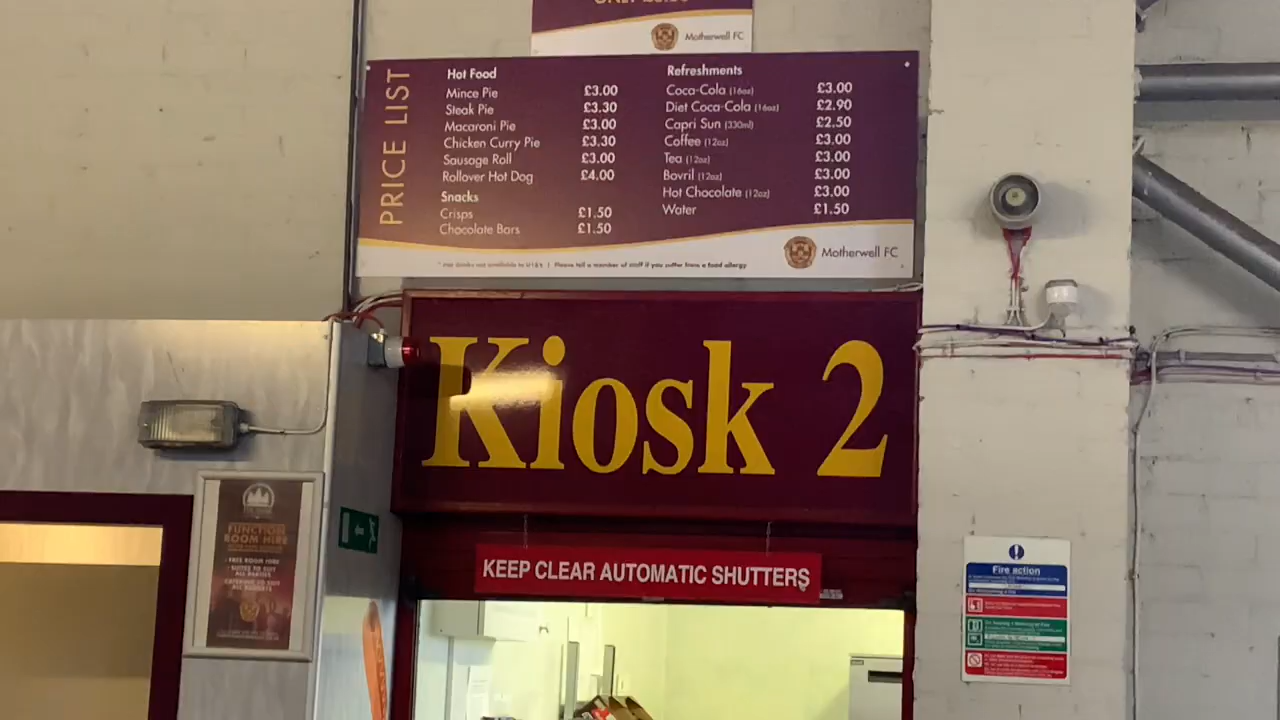 Motherwell FC
PRICE LIST
Hot Food
Mince Pie £3.00
Steak Pie £3.30
Macaroni Pie £3.00
Chicken Curry Pie £3.30
Sausage Roll £3.00
Rollover Hot Dog £4.00
Snacks
Crisps £1.50
Chocolate Bars £1.50
Refreshments
Coca-Cola (16oz) £3.00
Diet Coca-Cola (16oz) £2.90
Capri Sun (330ml) £2.50
Coffee (12oz) £3.00
Tea (12oz) £3.00
Bovril (12oz) £3.00
Hot Chocolate (12oz) £3.00
Water £1.50
Motherwell FC
Please tell a member of staff if you suffer from a food allergy
Kiosk 2
KEEP CLEAR AUTOMATIC SHUTTERS
FUNCTION
ROOM HIRE
Fire action